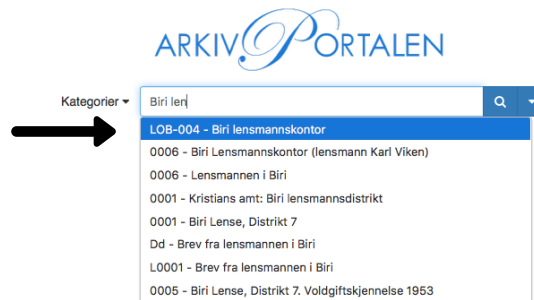 ARKIVPORTALEN
Kategorier
Biri len
LOB-004 - Biri lensmannskontor
0006 - Biri Lensmannskontor (lensmann Karl Viken)
0006 - Lensmannen i Biri
0001 - Kristians amt: Biri lensmannsdistrikt
0001 - Biri Lense, Distrikt 7
Dd - Brev fra lensmannen i Biri
L0001 - Brev fra lensmannen i Biri
0005 - Biri Lense, Distrikt 7. Voldgiftskjennelse 1953